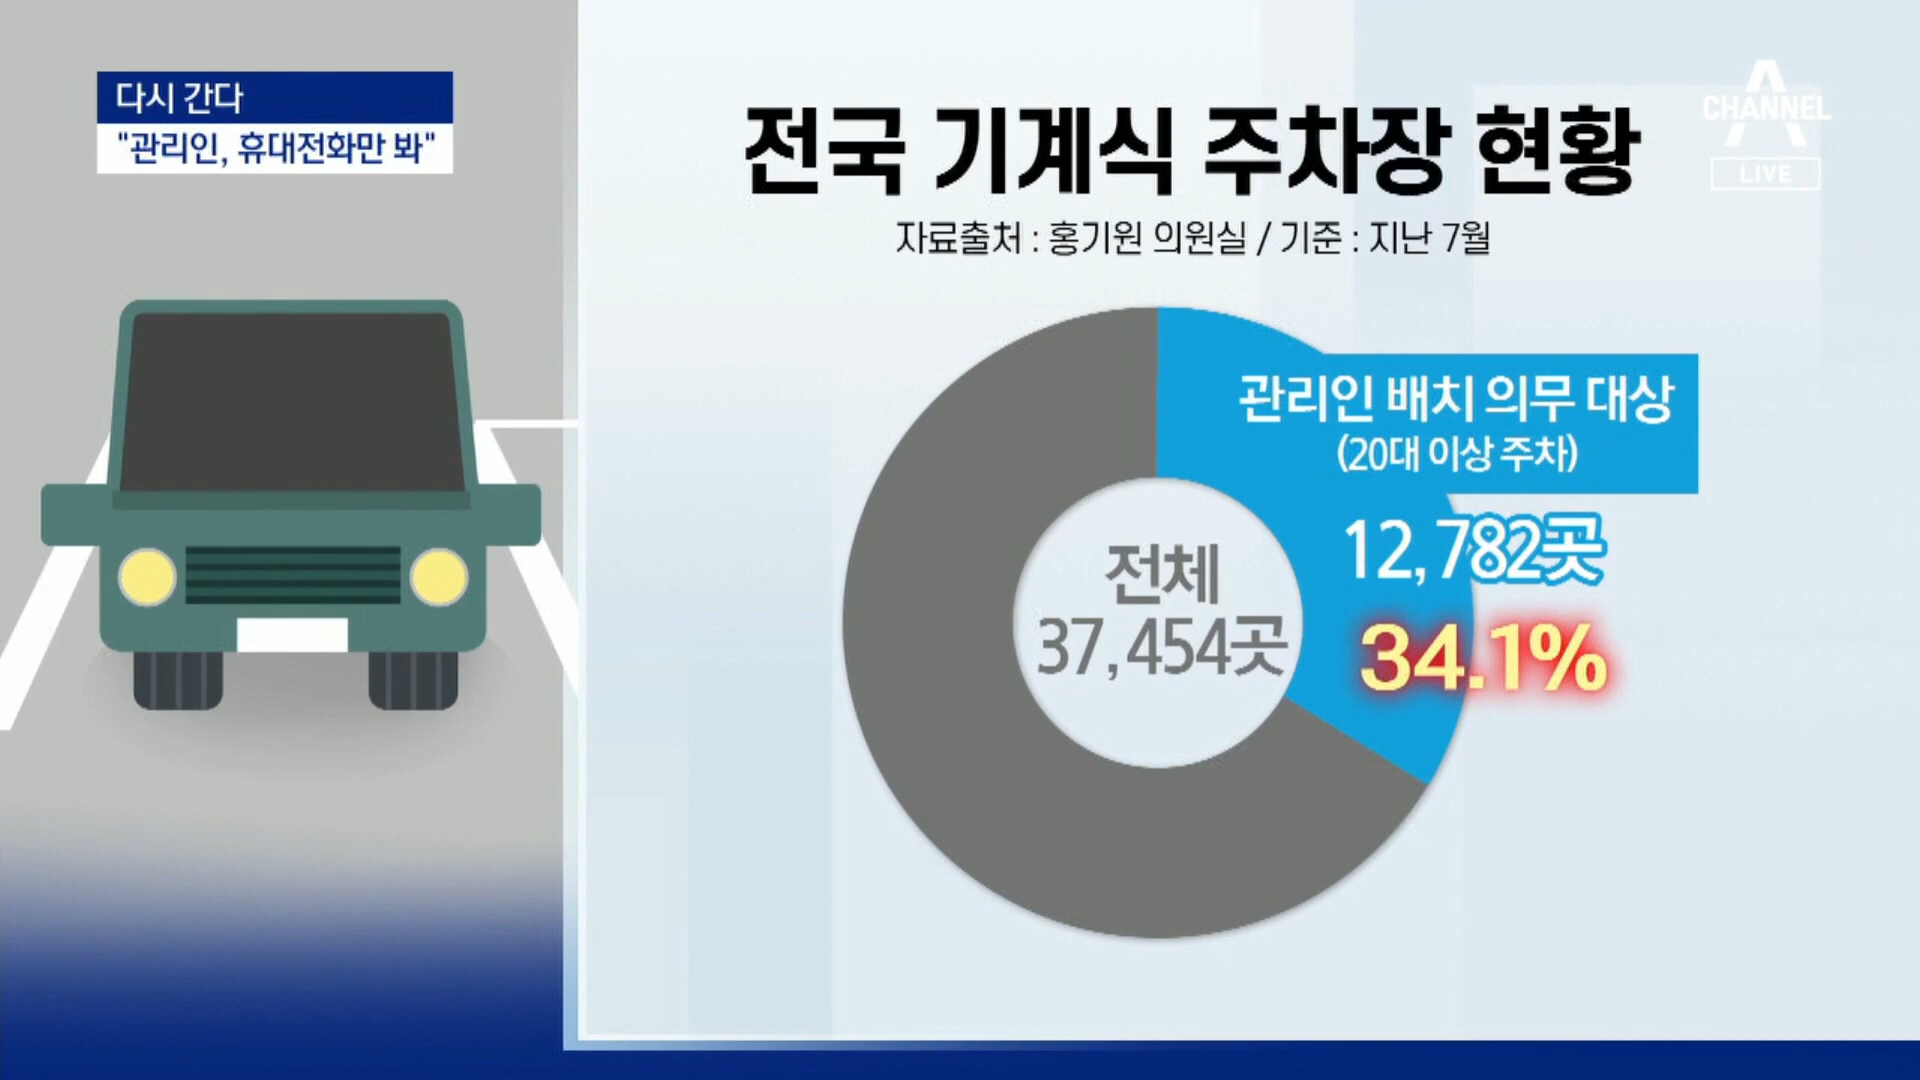 다시 간다
"관리인, 휴대전화만 봐"
CHANNEL A
LIVE
전국 기계식 주차장 현황
자료출처 : 홍기원 의원실 / 기준 : 지난 7월
관리인 배치 의무 대상
(20대 이상 주차)
12,782곳
34.1%
전체
37,454곳